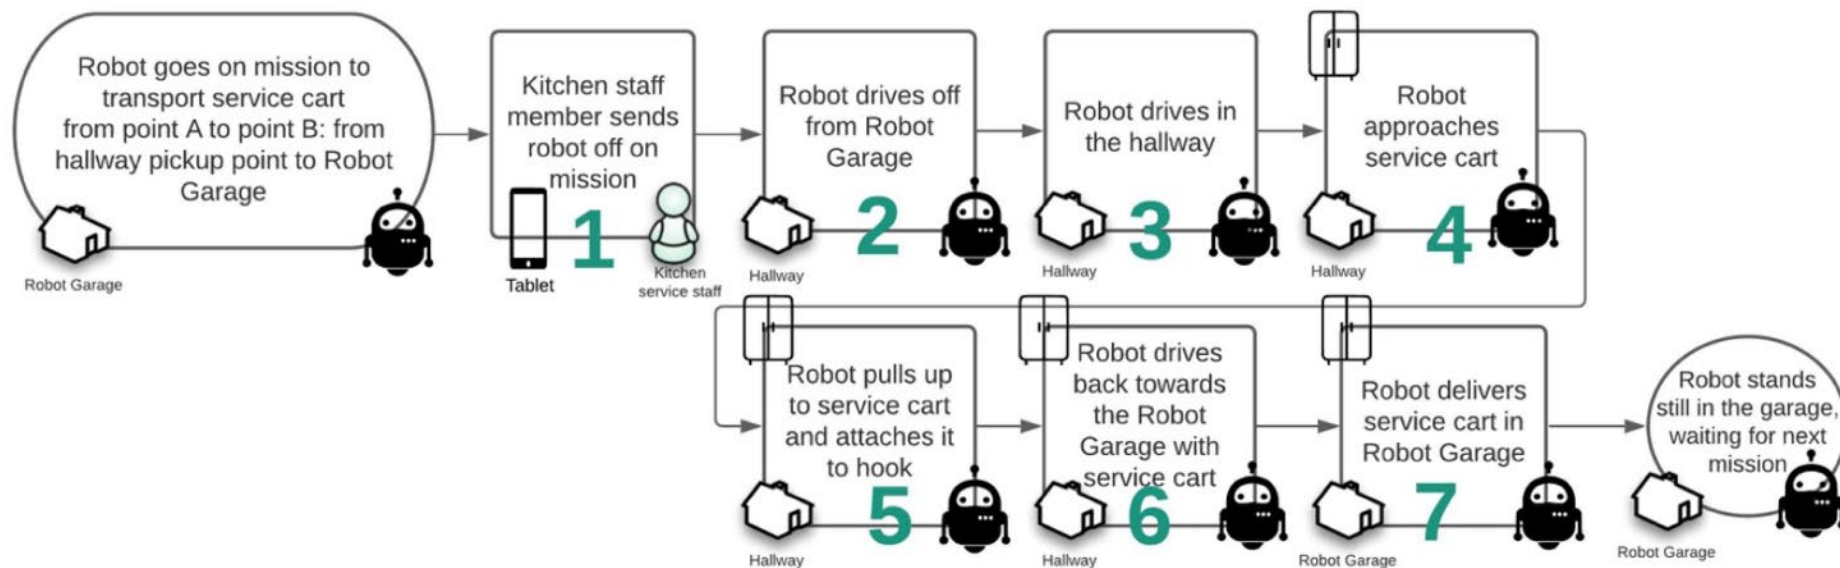 Robot goes on mission to
transport service cart
from point A to point B: from
hallway pickup point to Robot
Garage
Robot Garage
Kitchen staff
member sends
robot off on
mission
1
Tablet
Kitchen
service staff
Robot drives off
from Robot
Garage
2
Hallway
Robot drives in
the hallway
3
Hallway
Robot
approaches
service cart
4
Hallway
Robot pulls up
to service cart
and attaches it
to hook
5
Hallway
Robot drives
back towards
the Robot
Garage with
service cart
6
Hallway
Robot delivers
service cart in
Robot Garage
7
Robot Garage
Robot stands
still in the garage,
waiting for next
mission
Robot Garage